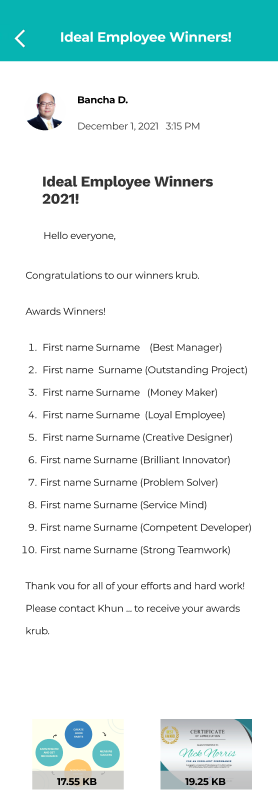 Ideal Employee Winners!
Bancha D.
December 1, 2021 3:15 PM
Ideal Employee Winners
2021!
Hello everyone,
Congratulations to our winners krub.
Awards Winners!
1. First name Surname (Best Manager)
2. First name Surname (Outstanding Project)
3. First name Surname (Money Maker)
4. First name Surname (Loyal Employee)
5. First name Surname (Creative Designer)
6. First name Surname (Brilliant Innovator)
7. First name Surname (Problem Solver)
8. First name Surname (Service Mind)
9. First name Surname (Competent Developer)
10. First name Surname (Strong Teamwork)
Thank you for all of your efforts and hard work!
Please contact Khun ... to receive your awards
krub.
17.55 KB
CERTIFICATE
OF APPRECIATION
Nick Norris
19.25 KB